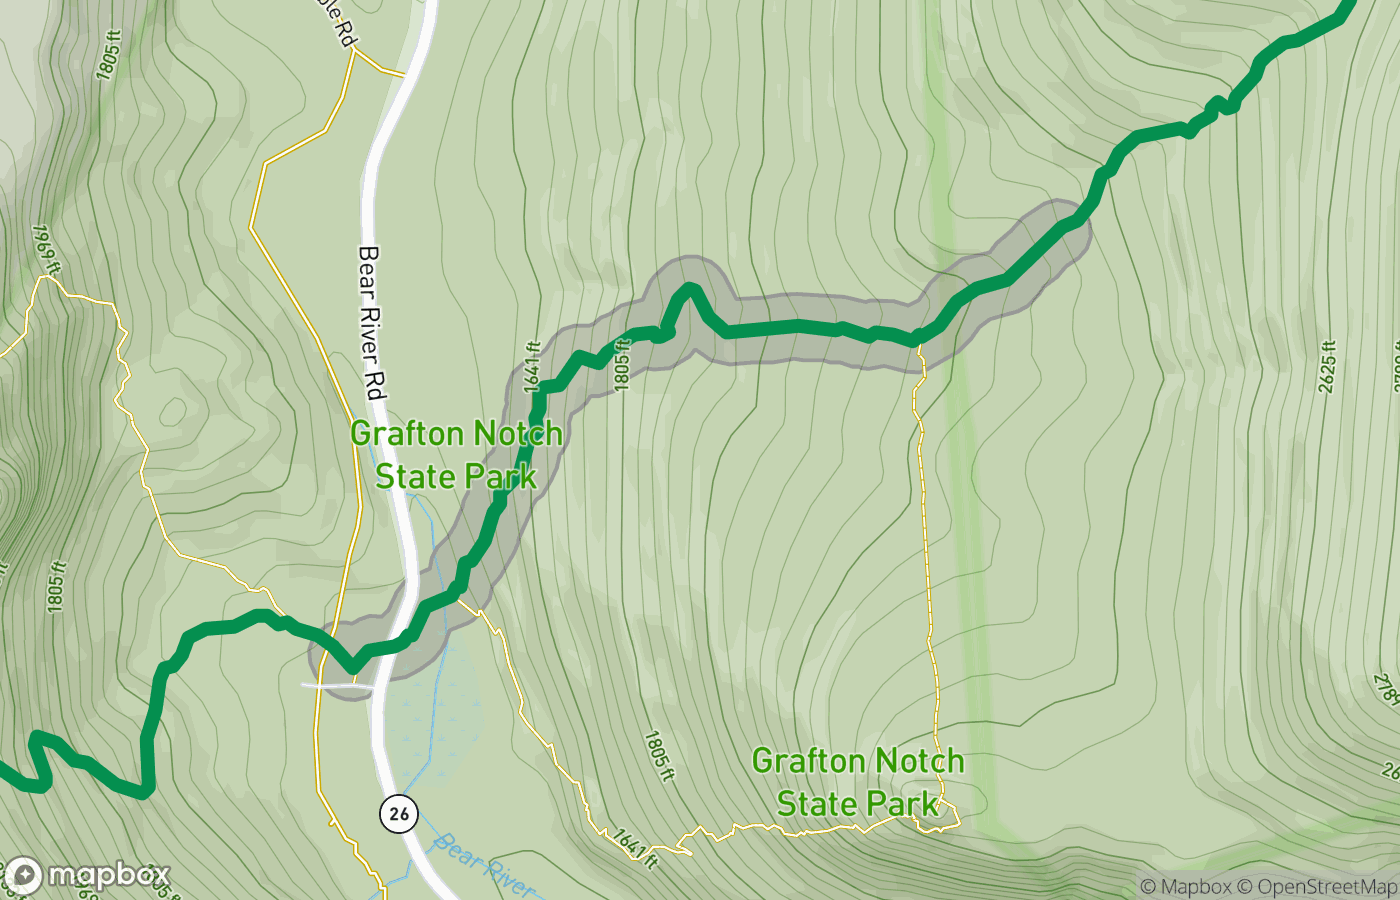 Rd
1805 ft
1969 ft
Bear River Rd
1641 ft
1805 ft
2625 ft
Grafton Notch
State Park
1805 ft
1805 ft
Grafton Notch
State Park
2789
26
1641 ft
Bear River
mapbox
© Mapbox © OpenStreetMap